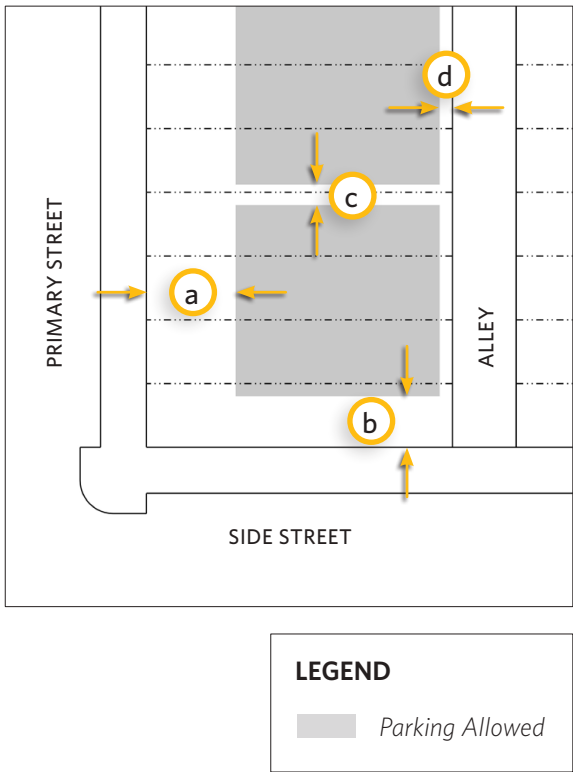 d
c
PRIMARY STREET
a
ALLEY
b
SIDE STREET
LEGEND
Parking Allowed